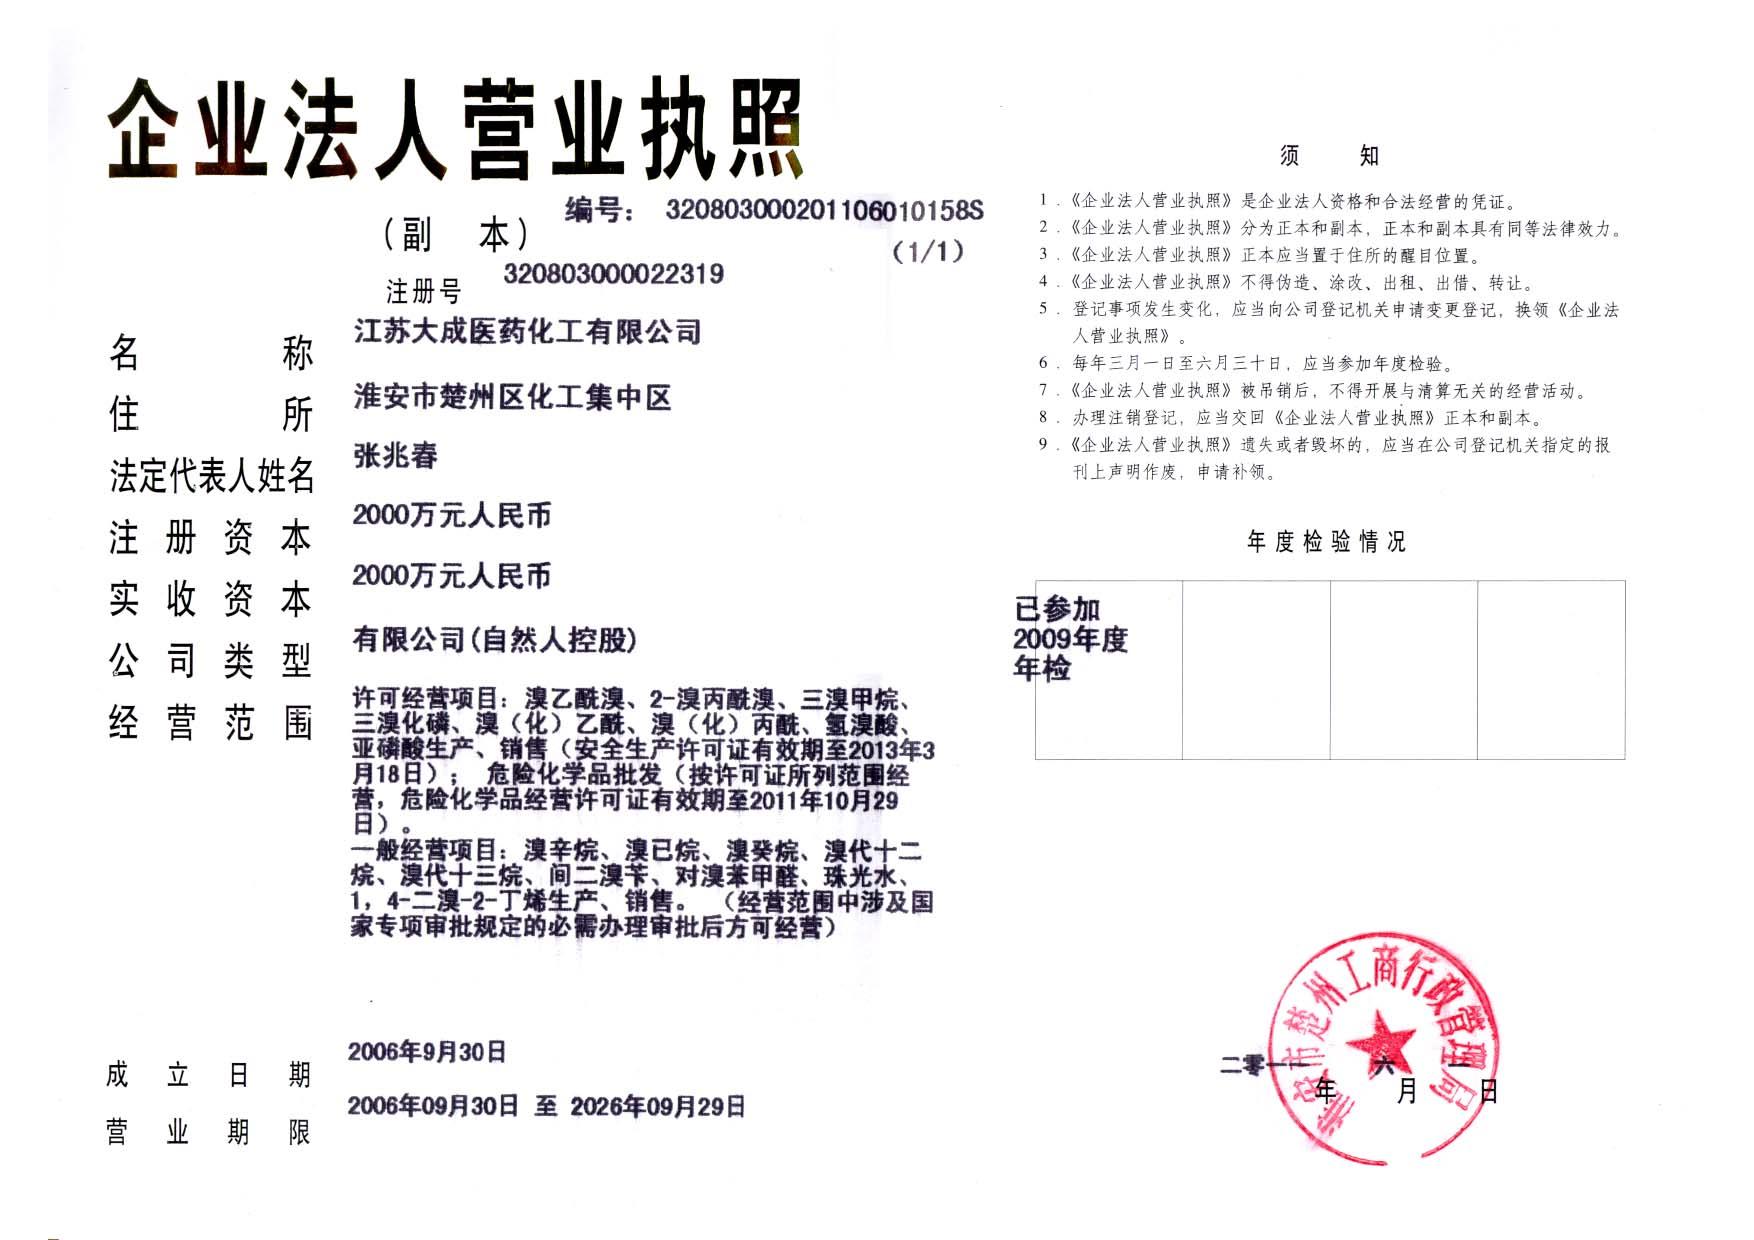 企业法人营业执照
编号： 320803000201106010158S
（副 本）
（1/1）
注册号 320803000022319
名称 江苏大成医药化工有限公司
住所 淮安市楚州区化工集中区
法定代表人姓名 张兆春
注册资本 2000万元人民币
实收资本 2000万元人民币
公司类型 有限公司(自然人控股)
经营范围 许可经营项目：溴乙酰溴、2-溴丙酰溴、三溴甲烷、
三溴化磷、溴（化）乙酰、溴（化）丙酰、氢溴酸、
亚磷酸生产、销售（安全生产许可证有效期至2013年3
月18日）； 危险化学品批发（按许可证所列范围经
营，危险化学品经营许可证有效期至2011年10月29
日）。
一般经营项目：溴辛烷、溴已烷、溴癸烷、溴代十二
烷、溴代十三烷、间二溴苄、对溴苯甲醛、珠光水、
1，4-二溴-2-丁烯生产、销售。 （经营范围中涉及国
家专项审批规定的必需办理审批后方可经营）
成立日期 2006年9月30日
营业期限 2006年09月30日 至 2026年09月29日
须 知
1．《企业法人营业执照》是企业法人资格和合法经营的凭证。
2．《企业法人营业执照》分为正本和副本，正本和副本具有同等法律效力。
3．《企业法人营业执照》正本应当置于住所的醒目位置。
4．《企业法人营业执照》不得伪造、涂改、出租、出借、转让。
5．登记事项发生变化，应当向公司登记机关申请变更登记，换领《企业法
人营业执照》。
6．每年三月一日至六月三十日，应当参加年度检验。
7．《企业法人营业执照》被吊销后，不得开展与清算无关的经营活动。
8．办理注销登记，应当交回《企业法人营业执照》正本和副本。
9．《企业法人营业执照》遗失或者毁坏的，应当在公司登记机关指定的报
刊上声明作废，申请补领。
年度检验情况
已参加
2009年度
年检
淮安市楚州工商行政管理局
二零一一年六月一日